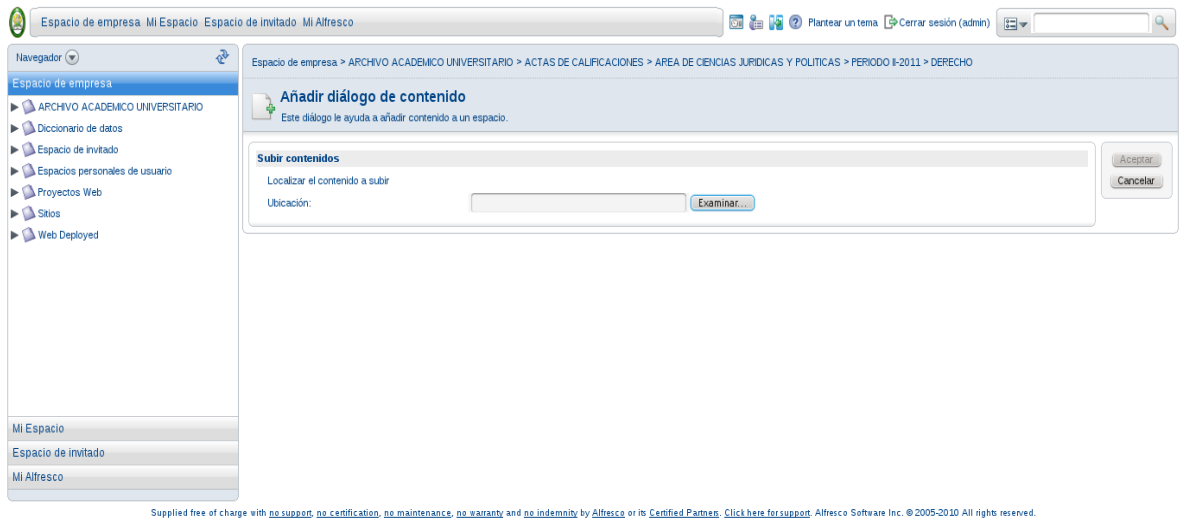 Espacio de empresa Mi Espacio Espacio de invitado Mi Alfresco
Plantear un tema Cerrar sesión (admin)
Navegador
Espacio de empresa
ARCHIVO ACADEMICO UNIVERSITARIO
Diccionario de datos
Espacio de invitado
Espacios personales de usuario
Proyectos Web
Sitios
Web Deployed
Mi Espacio
Espacio de invitado
Mi Alfresco
Espacio de empresa > ARCHIVO ACADEMICO UNIVERSITARIO > ACTAS DE CALIFICACIONES > AREA DE CIENCIAS JURIDICAS Y POLITICAS > PERIODO II-2011 > DERECHO
Añadir diálogo de contenido
Este diálogo le ayuda a añadir contenido a un espacio.
Subir contenidos
Localizar el contenido a subir
Ubicación:
Examinar...
Aceptar
Cancelar
Supplied free of charge with no support, no certification, no maintenance, no warranty and no indemnity by Alfresco or its Certified Partners. Click here for support. Alfresco Software Inc. © 2005-2010 All rights reserved.